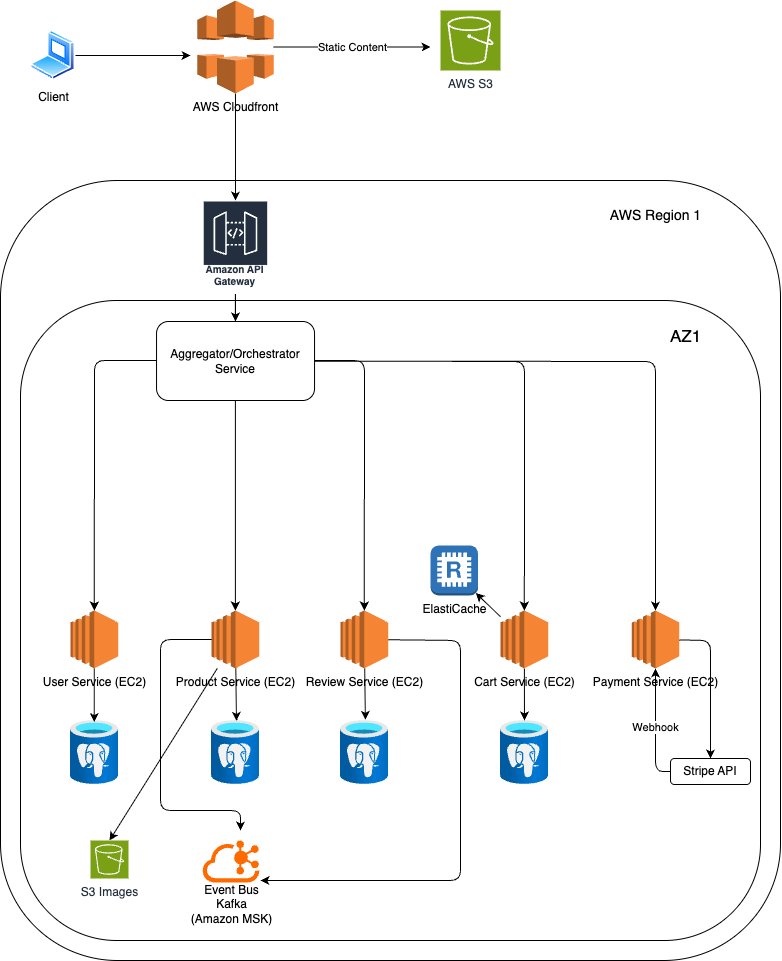 Static Content
Client
AWS Cloudfront
AWS S3
AWS Region 1
</>
Amazon API
Gateway
AZ1
Aggregator/Orchestrator
Service
R
ElastiCache
User Service (EC2)
Product Service (EC2)
Review Service (EC2)
Cart Service (EC2)
Payment Service (EC2)
Webhook
Stripe API
S3 Images
Event Bus
Kafka
(Amazon MSK)